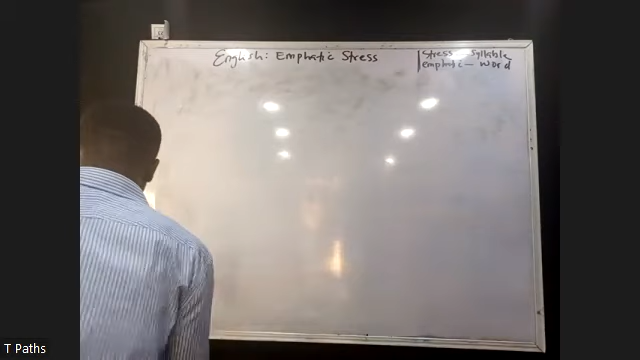 English: Emphatic Stress
Stress - Syllable
emphatic - word
T Paths